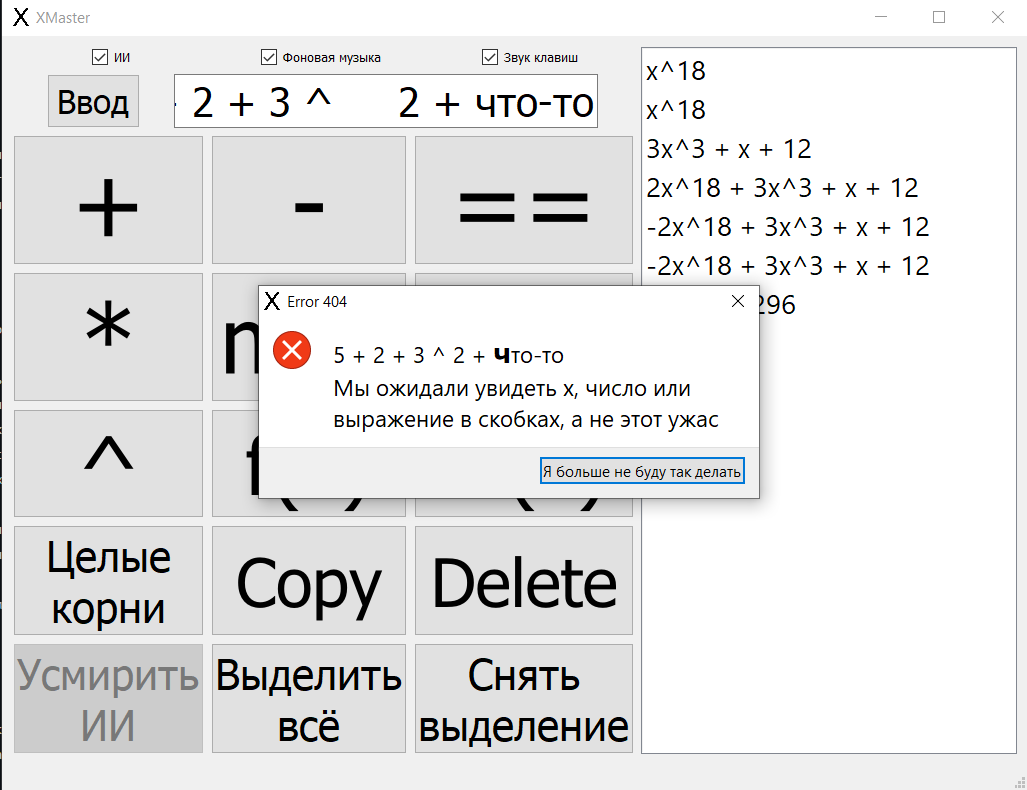 XMaster
ИИ
Фоновая музыка
Звук клавиш
Ввод
2 + 3 ^ 2 + что-то
x^18
x^18
3x^3 + x + 12
2x^18 + 3x^3 + x + 12
-2x^18 + 3x^3 + x + 12
-2x^18 + 3x^3 + x + 12
296
+ - ==
*
^
Error 404
5 + 2 + 3 ^ 2 + что-то
Мы ожидали увидеть x, число или
выражение в скобках, а не этот ужас
Я больше не буду так делать
Целые
корни
Copy
Delete
Усмирить
ИИ
Выделить
всё
Снять
выделение